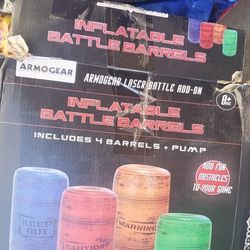 INFLATABLE
BATTLE BARRELS
ARMOGEAR
ARMOGEAR LASER BATTLE ADD-ON
8+
INFLATABLE
BATTLE BARRELS
INCLUDES 4 BARRELS + PUMP
ADD FUN
OBSTACLES
TO YOUR GAME
KEEP
OUT
CAUTION
WARNING